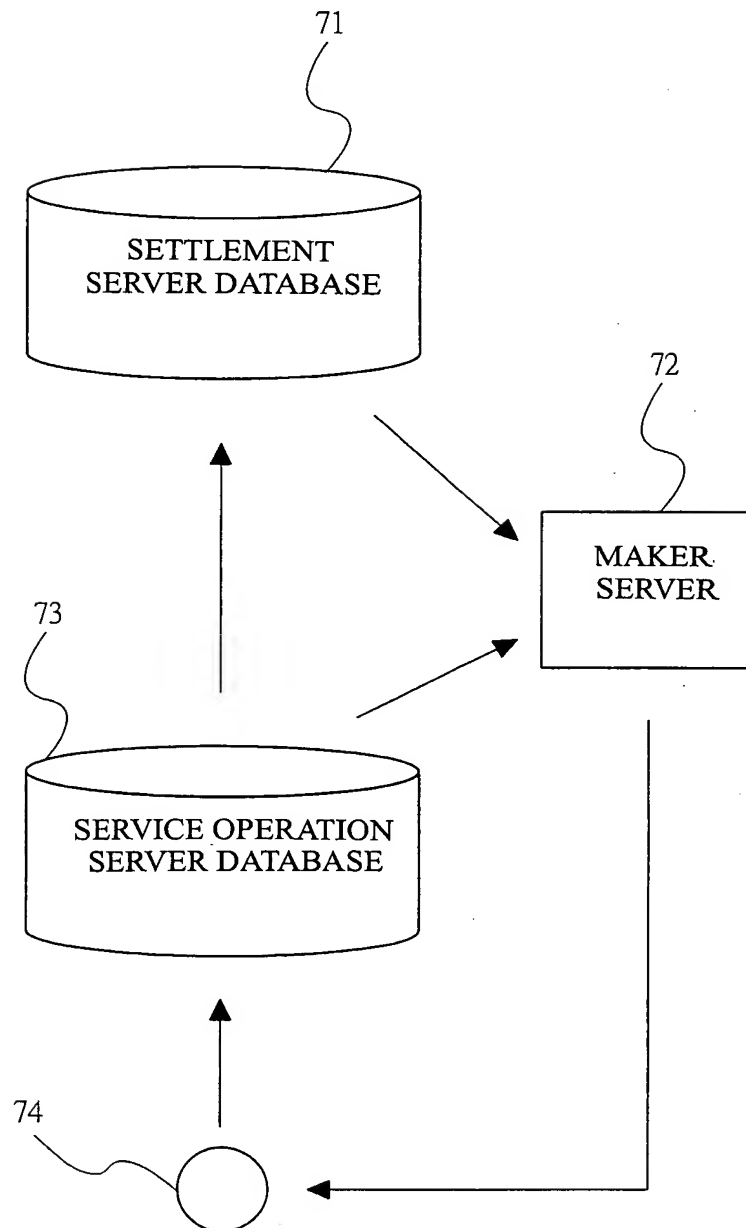 71
SETTLEMENT
SERVER DATABASE
72
MAKER
SERVER
73
SERVICE OPERATION
SERVER DATABASE
74